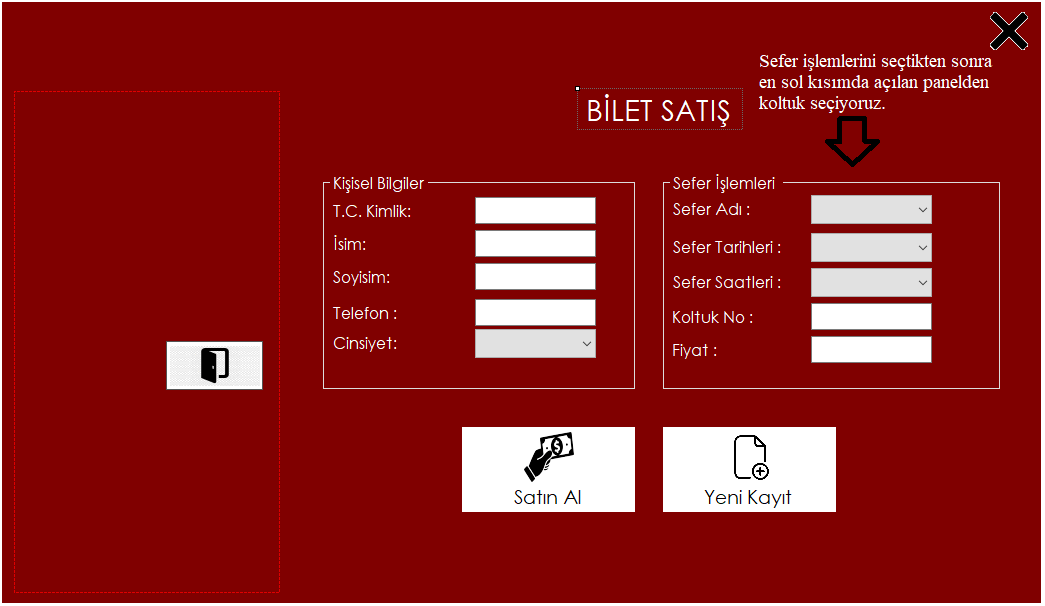 Sefer işlemlerini seçtikten sonra
en sol kısımda açılan panelden
koltuk seçiyoruz.
BİLET SATIŞ
Kişisel Bilgiler
T.C. Kimlik:
İsim:
Soyisim:
Telefon :
Cinsiyet:
Sefer İşlemleri
Sefer Adı :
Sefer Tarihleri :
Sefer Saatleri :
Koltuk No :
Fiyat :
Satın Al
Yeni Kayıt